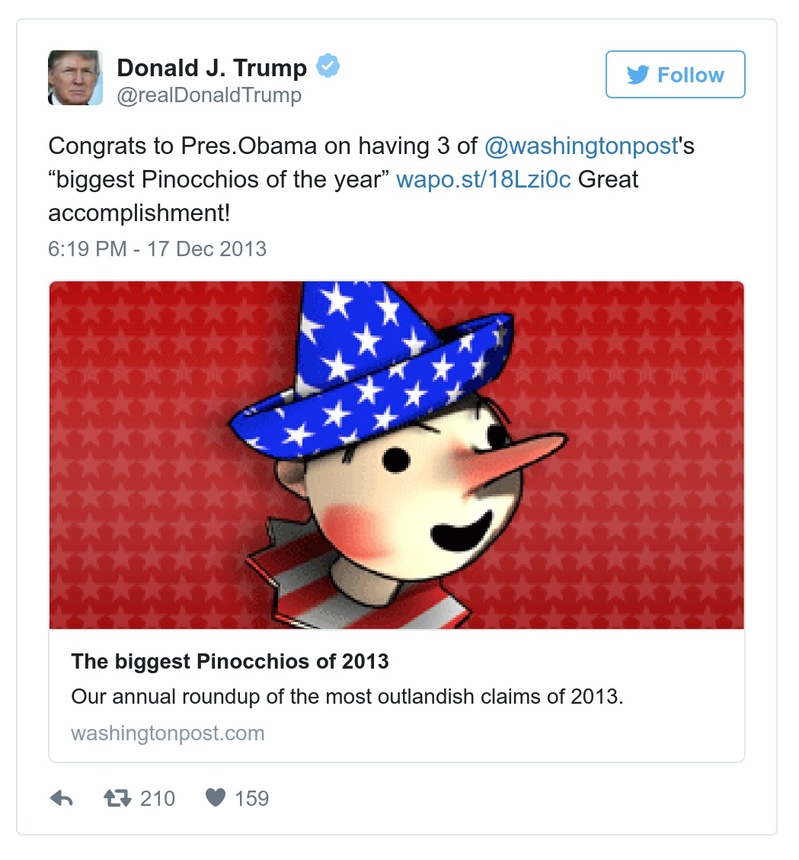 Donald J. Trump
Follow
@realDonaldTrump
Congrats to Pres.Obama on having 3 of @washingtonpost's
“biggest Pinocchios of the year” wapo.st/18Lzi0c Great
accomplishment!
6:19 PM - 17 Dec 2013
The biggest Pinocchios of 2013
Our annual roundup of the most outlandish claims of 2013.
washingtonpost.com
210 159